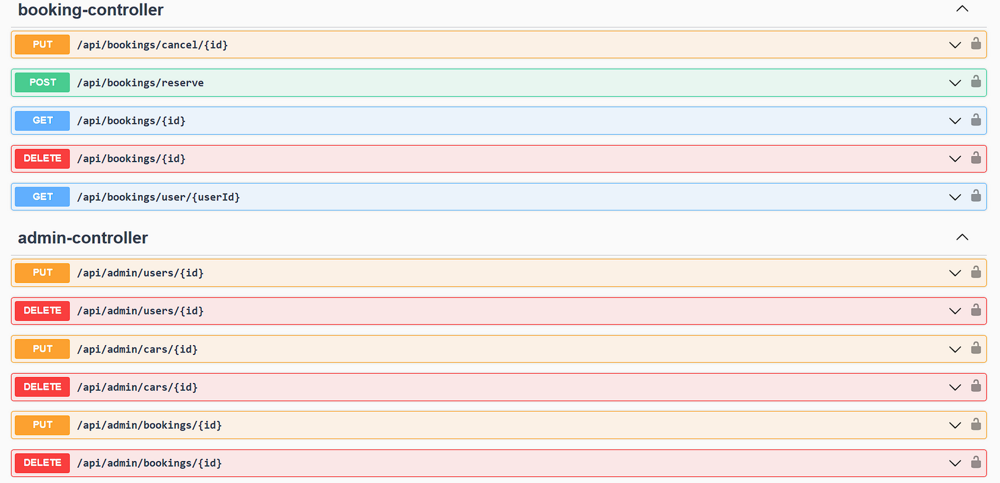 booking-controller
PUT /api/bookings/cancel/{id}
POST /api/bookings/reserve
GET /api/bookings/{id}
DELETE /api/bookings/{id}
GET /api/bookings/user/{userId}
admin-controller
PUT /api/admin/users/{id}
DELETE /api/admin/users/{id}
PUT /api/admin/cars/{id}
DELETE /api/admin/cars/{id}
PUT /api/admin/bookings/{id}
DELETE /api/admin/bookings/{id}